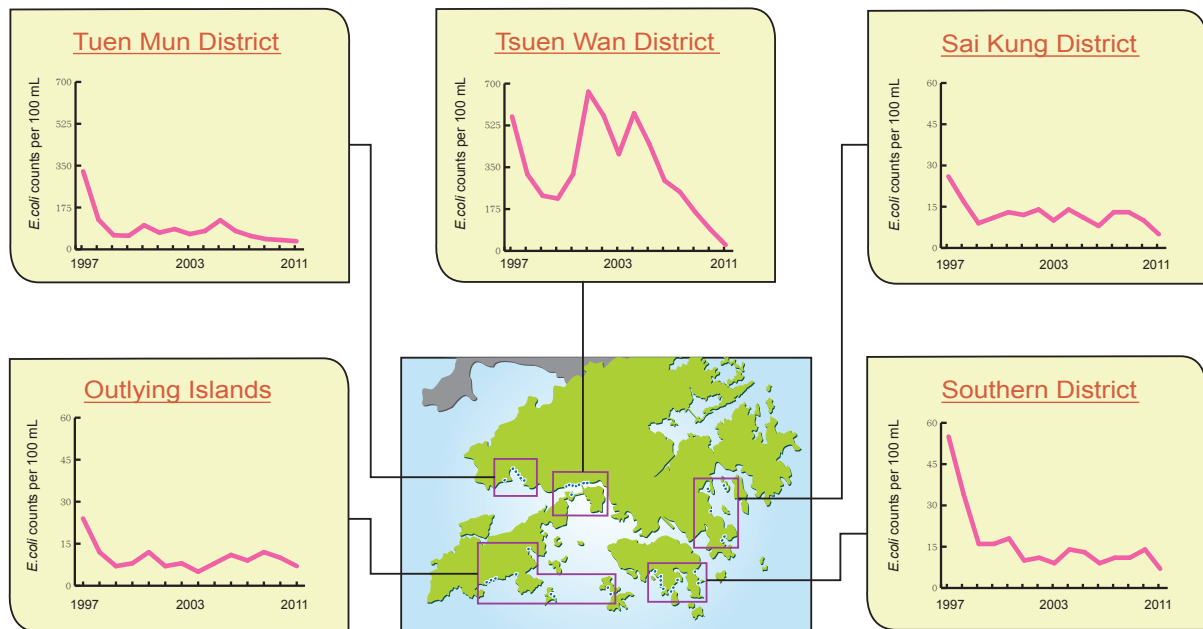 Tuen Mun District
E.coli counts per 100 mL
700
525
350
175
0
1997 2003 2011
Tsuen Wan District
E.coli counts per 100 mL
700
525
350
175
0
1997 2003 2011
Sai Kung District
E.coli counts per 100 mL
60
45
30
15
0
1997 2003 2011
Outlying Islands
E.coli counts per 100 mL
60
45
30
15
0
1997 2003 2011
Southern District
E.coli counts per 100 mL
60
45
30
15
0
1997 2003 2011